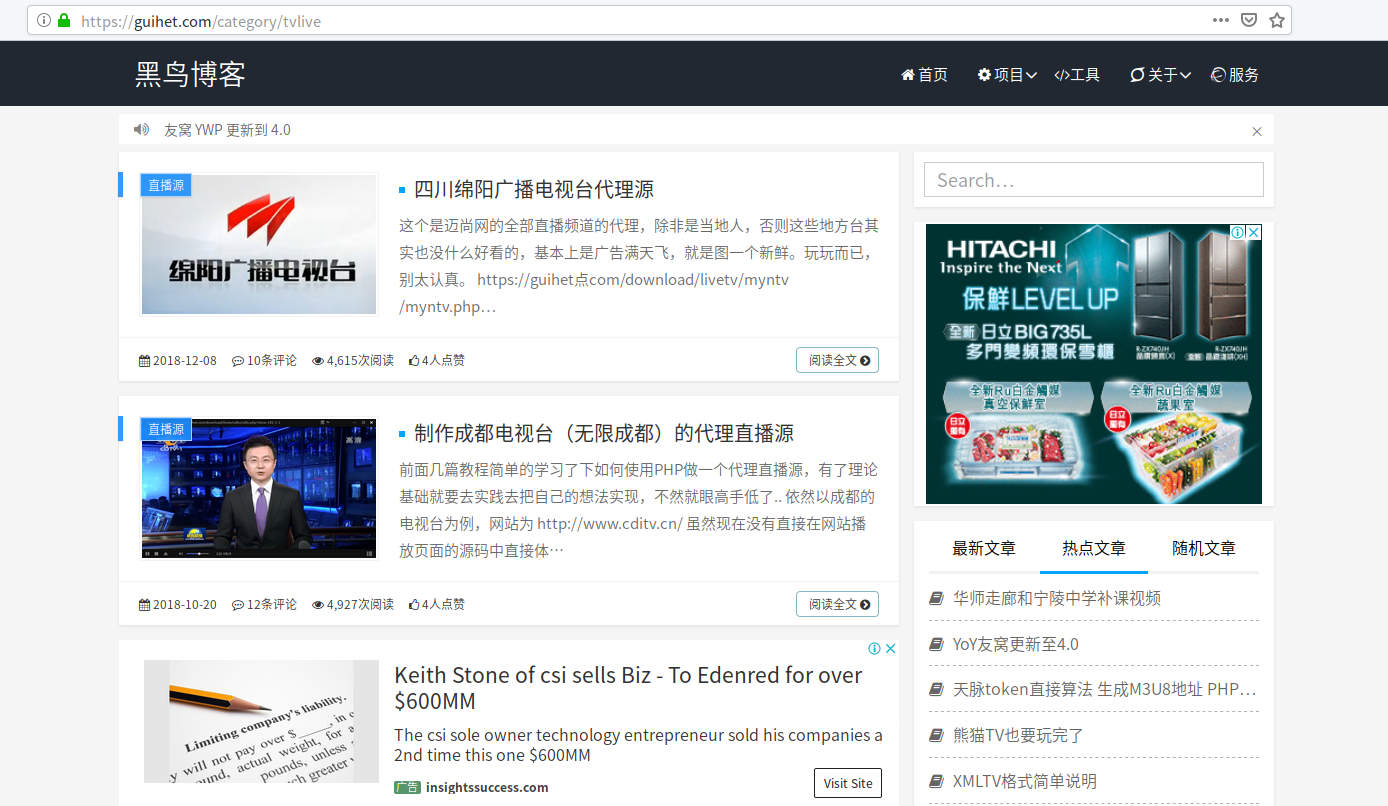 https://guihet.com/category/tvlive
黑鸟博客
首页 项目 工具 关于 服务
友窝 YWP 更新到 4.0
直播源
绵阳广播电视台
四川绵阳广播电视台代理源
这个是迈尚网的全部直播频道的代理，除非是当地人，否则这些地方台其
实也没什么好看的，基本上是广告满天飞，就是图一个新鲜。玩玩而已，
别太认真。 https://guihet点com/download/livetv/myntv
/myntv.php…
2018-12-08 10条评论 4,615次阅读 4人点赞
阅读全文
直播源
高清
制作成都电视台（无限成都）的代理直播源
前面几篇教程简单的学习了下如何使用PHP做一个代理直播源，有了理论
基础就要去实践去把自己的想法实现，不然就眼高手低了.. 依然以成都的
电视台为例，网站为 http://www.cditv.cn/ 虽然现在没有直接在网站播
放页面的源码中直接体…
2018-10-20 12条评论 4,927次阅读 4人点赞
阅读全文
Limiting company's liability.
y will not pay over $
actual weight, for
pounds, unless
ch greater
Keith Stone of csi sells Biz - To Edenred for over
$600MM
The csi sole owner technology entrepreneur sold his companies a
2nd time this one $600MM
广告 insightssuccess.com
Visit Site
Search…
HITACHI
Inspire the Next
保鮮LEVEL UP
全新 日立BIG 735L
多門變頻環保雪櫃
R-ZX740JH
R-ZX740JH
全新Ru白金觸媒
真空保鮮室
全新Ru白金觸媒
蔬果室
日立
獨有
日立
獨有
最新文章 热点文章 随机文章
华师走廊和宁陵中学补课视频
YoY友窝更新至4.0
天脉token直接算法 生成M3U8地址 PHP…
熊猫TV也要玩完了
XMLTV格式简单说明